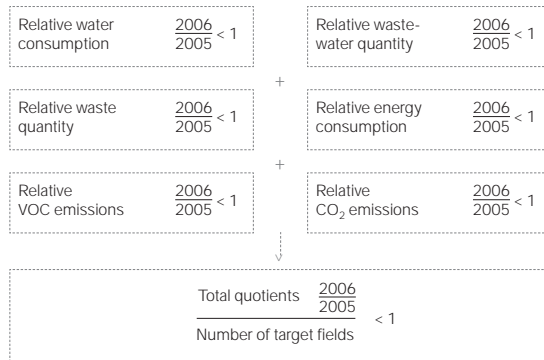 Relative water
consumption
2006
2005 < 1
Relative waste-
water quantity
2006
2005 < 1
+
Relative waste
quantity
2006
2005 < 1
Relative energy
consumption
2006
2005 < 1
+
Relative
VOC emissions
2006
2005 < 1
Relative
CO₂ emissions
2006
2005 < 1
Total quotients 2006
2005
Number of target fields
< 1